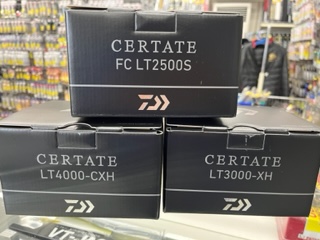 CERTATE
FC LT2500S
CERTATE
LT4000-CXH
CERTATE
LT3000-XH